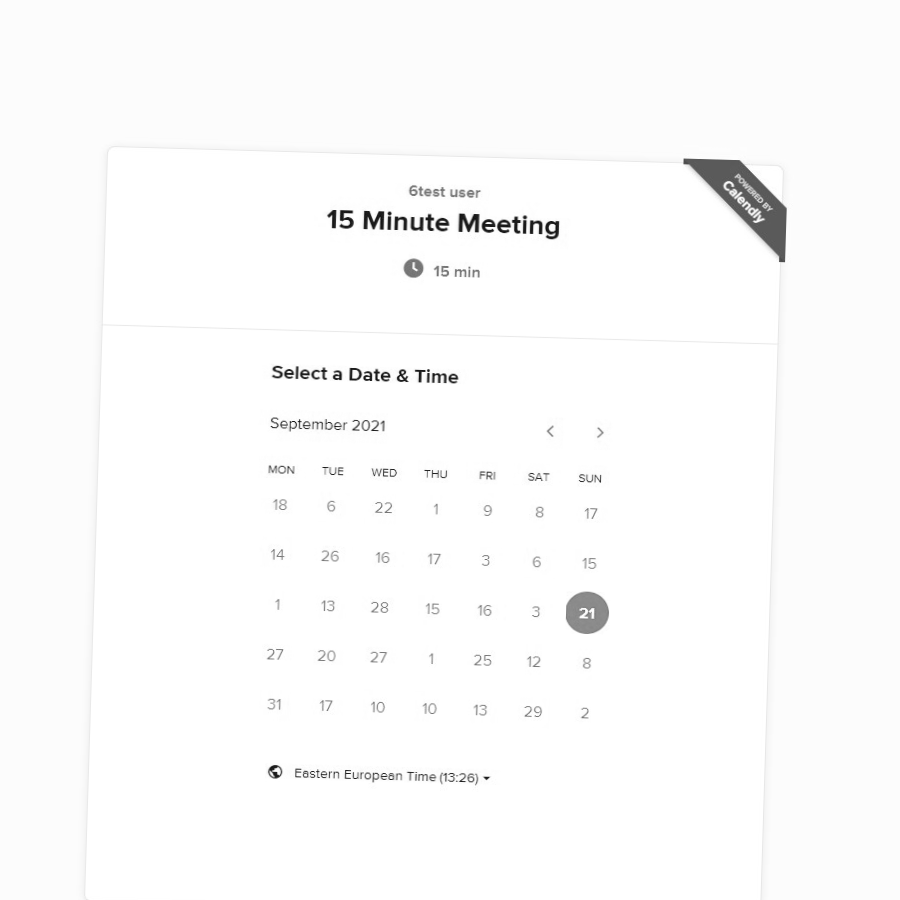 POWERED BY
Calendly
6test user
15 Minute Meeting
15 min
Select a Date & Time
September 2021
MON TUE WED THU FRI SAT SUN
18 6 22 1 9 8 17
14 26 16 17 3 6 15
1 13 28 15 16 3 21
27 20 27 1 25 12 8
31 17 10 10 13 29 2
Eastern European Time (13:26)